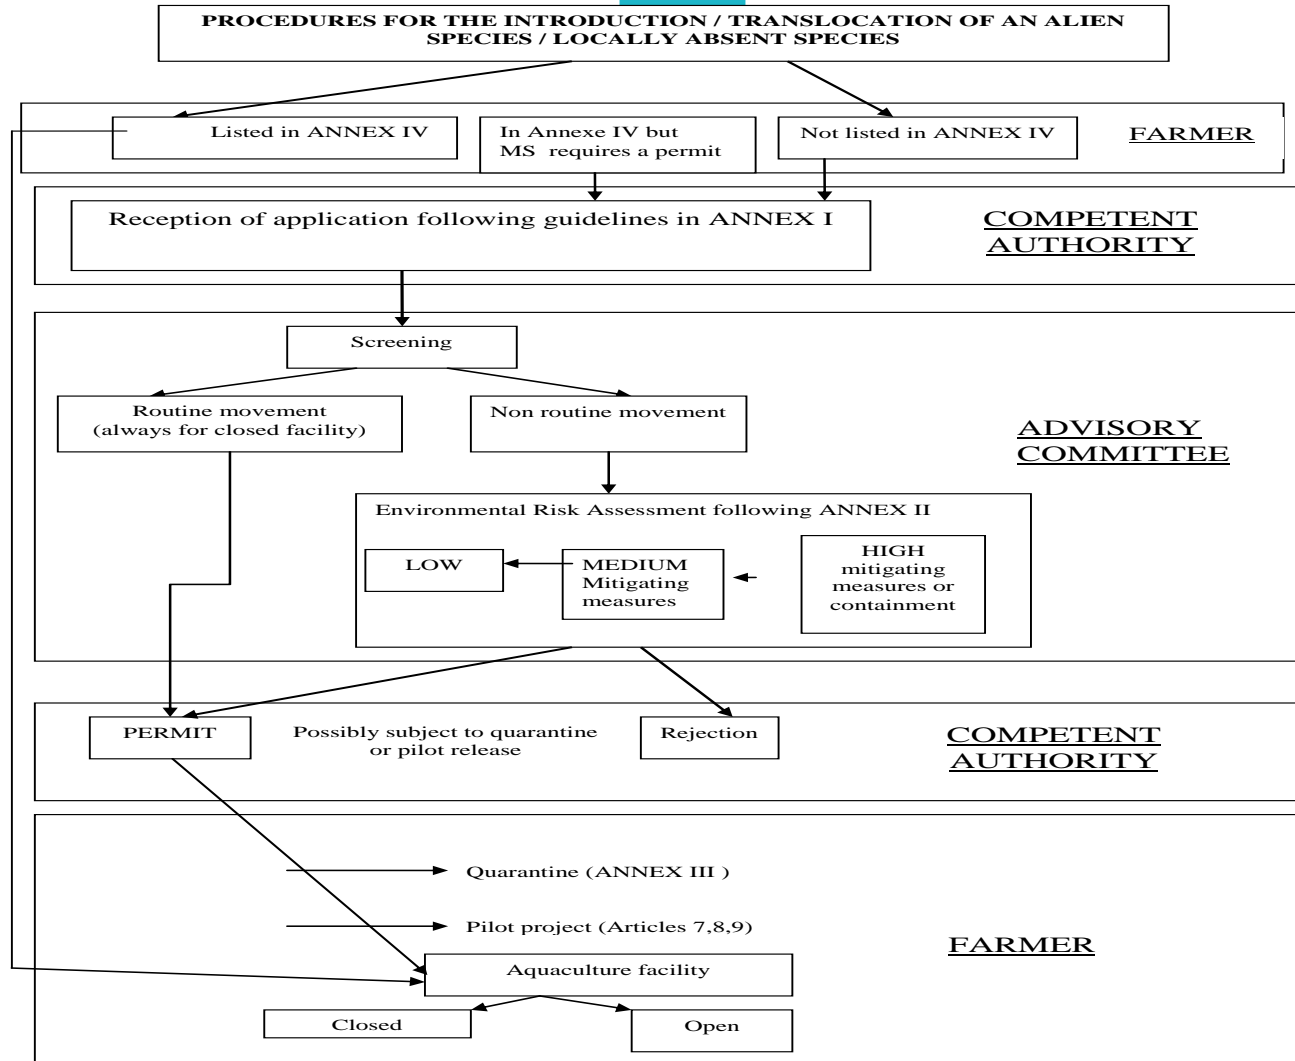 PROCEDURES FOR THE INTRODUCTION / TRANSLOCATION OF AN ALIEN
SPECIES / LOCALLY ABSENT SPECIES
Listed in ANNEX IV
In Annexe IV but
MS requires a permit
Not listed in ANNEX IV
FARMER
Reception of application following guidelines in ANNEX I
COMPETENT
AUTHORITY
Screening
Routine movement
(always for closed facility)
Non routine movement
ADVISORY
COMMITTEE
Environmental Risk Assessment following ANNEX II
LOW
MEDIUM
Mitigating
measures
HIGH
mitigating
measures or
containment
PERMIT
Possibly subject to quarantine
or pilot release
Rejection
COMPETENT
AUTHORITY
Quarantine (ANNEX III )
Pilot project (Articles 7,8,9)
FARMER
Aquaculture facility
Closed
Open